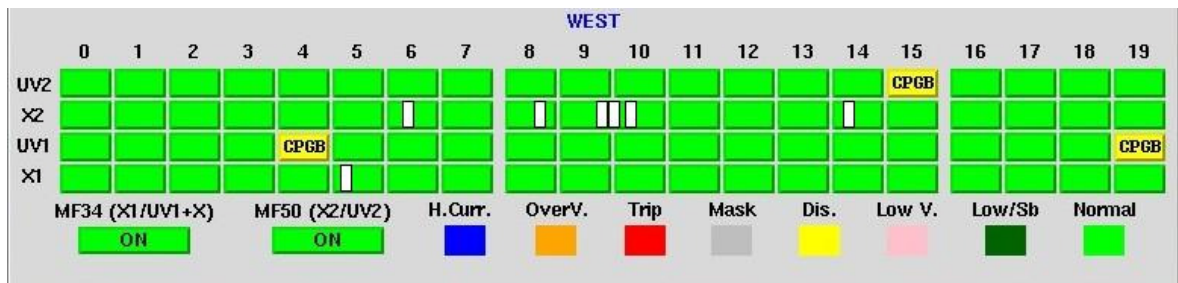 WEST
0 1 2 3 4 5 6 7 8 9 10 11 12 13 14 15 16 17 18 19
UV2 CPGB
X2
UV1 CPGB CPGB
X1
MF34 (X1/UV1+X) MF50 (X2/UV2) H.Curr. OverV. Trip Mask Dis. Low V. Low/Sb Normal
ON ON